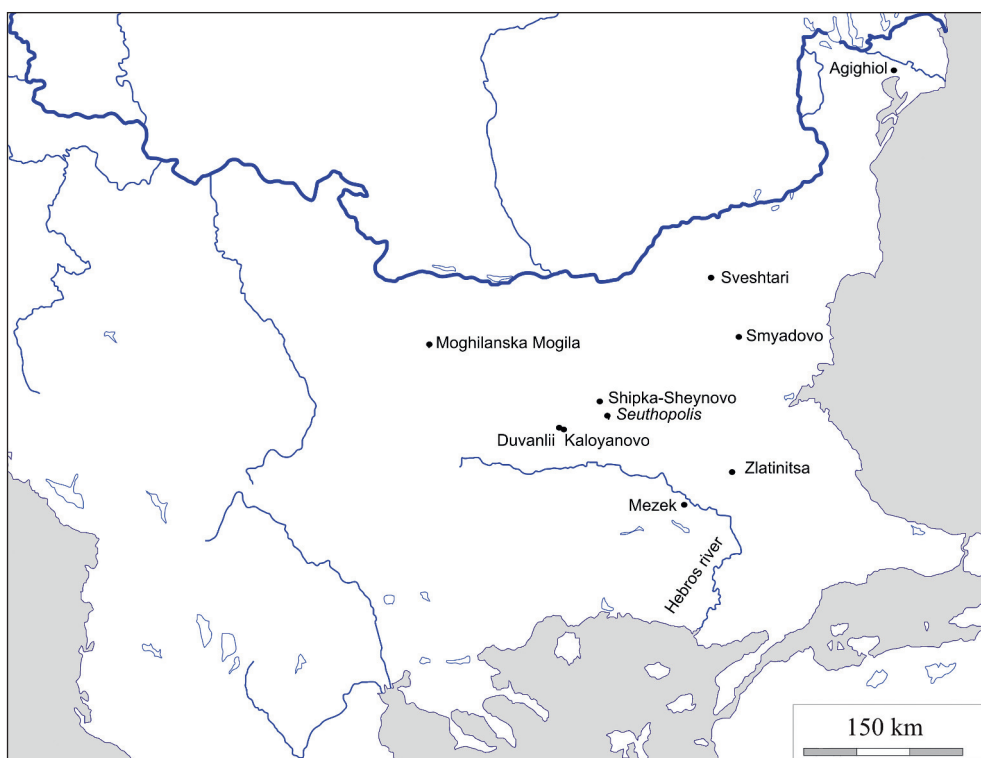 Agighiol
Sveshtari
Smyadovo
Moghilanska Mogila
Shipka-Sheynovo
Seuthopolis
Duvanlii Kaloyanovo
Zlatinitsa
Mezek
Hebros river
150 km